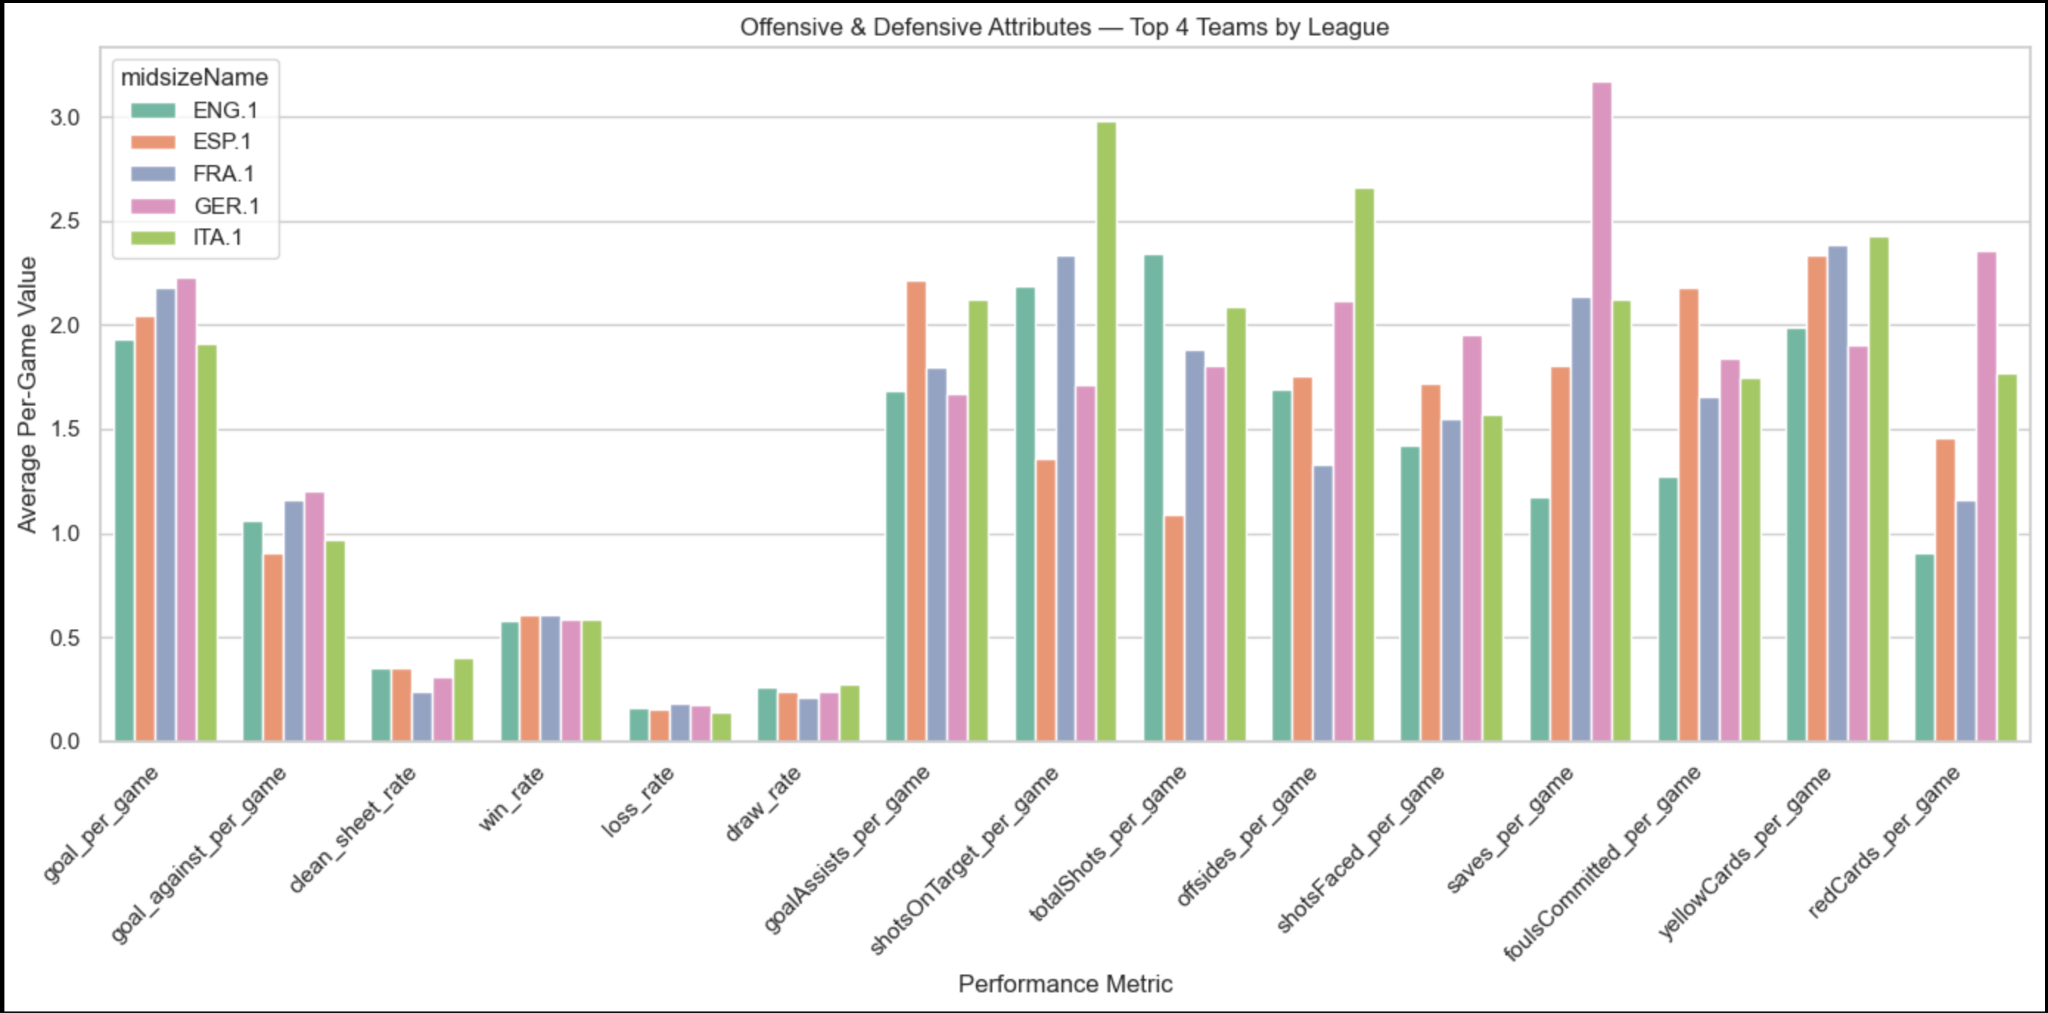 Offensive & Defensive Attributes — Top 4 Teams by League
midsizeName
ENG.1
ESP.1
FRA.1
GER.1
ITA.1
Average Per-Game Value
3.0
2.5
2.0
1.5
1.0
0.5
0.0
goal_per_game
goal_against_per_game
clean_sheet_rate
win_rate
loss_rate
draw_rate
goalAssists_per_game
shotsOnTarget_per_game
totalShots_per_game
offsides_per_game
shotsFaced_per_game
saves_per_game
foulsCommitted_per_game
yellowCards_per_game
redCards_per_game
Performance Metric